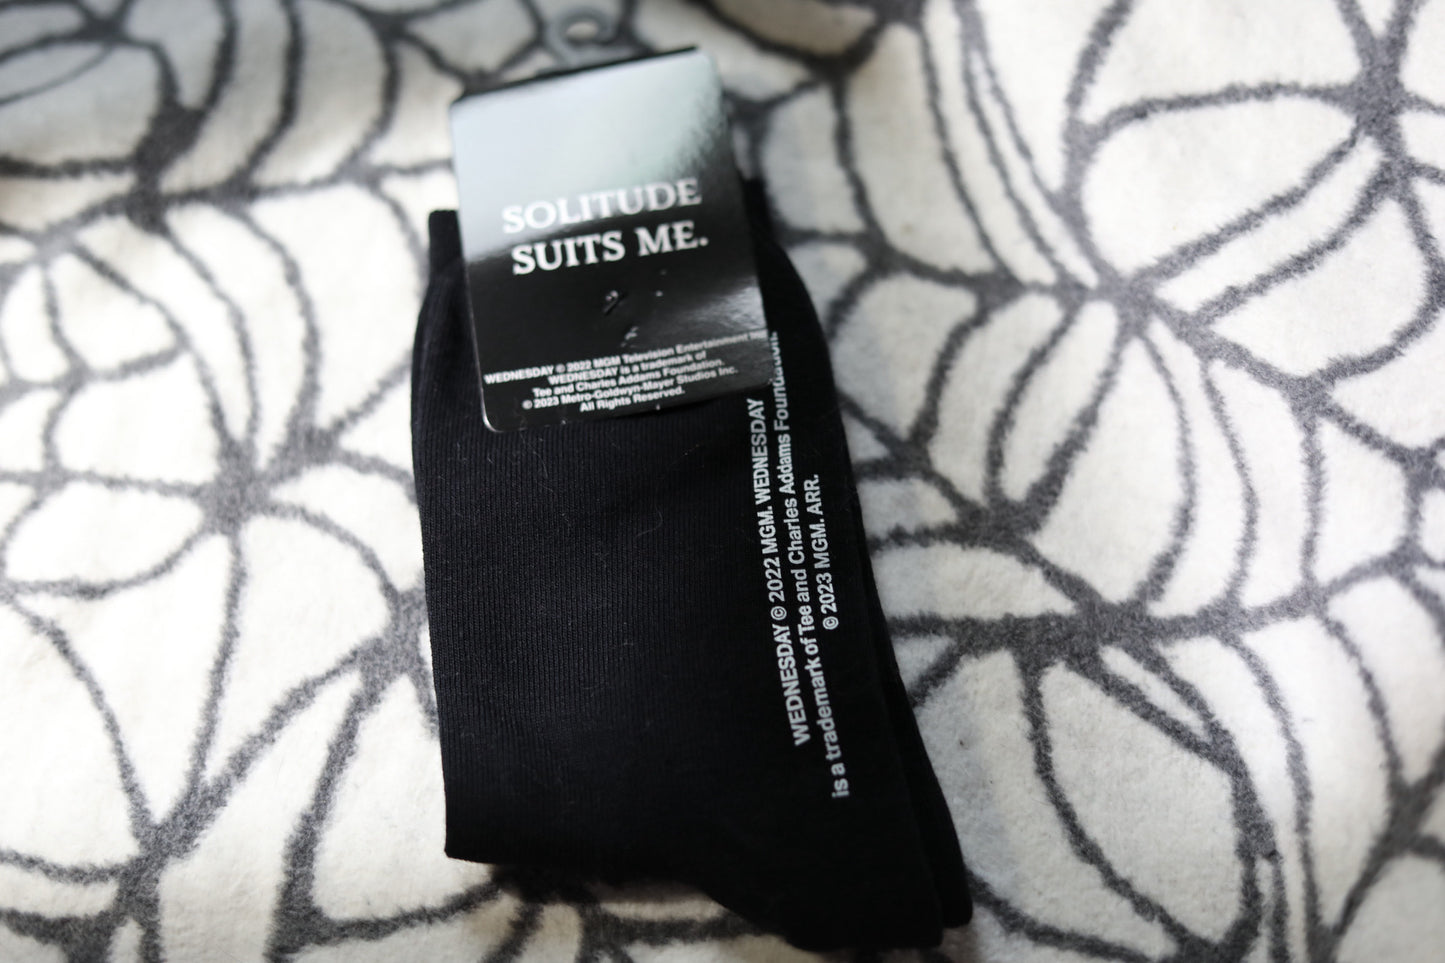 SOLITUDE
SUITS ME.
WEDNESDAY © 2022 MGM Television Entertainment
WEDNESDAY is a trademark of
Tee and Charles Addams Foundation.
© 2023 Metro-Goldwyn-Mayer Studios Inc.
All Rights Reserved.
WEDNESDAY © 2022 MGM. WEDNESDAY
is a trademark of Tee and Charles Addams Foundation.
© 2023 MGM. ARR.